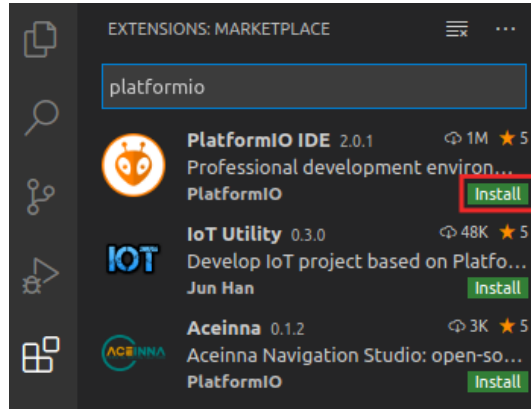 EXTENSIONS: MARKETPLACE
platformio
PlatformIO IDE 2.0.1 1M ★ 5
Professional development environ...
PlatformIO Install
IoT Utility 0.3.0 48K ★ 5
IOT
Develop IoT project based on Platfo...
Jun Han Install
Aceinna 0.1.2 3K ★ 5
ACEINNA
Aceinna Navigation Studio: open-so...
PlatformIO Install